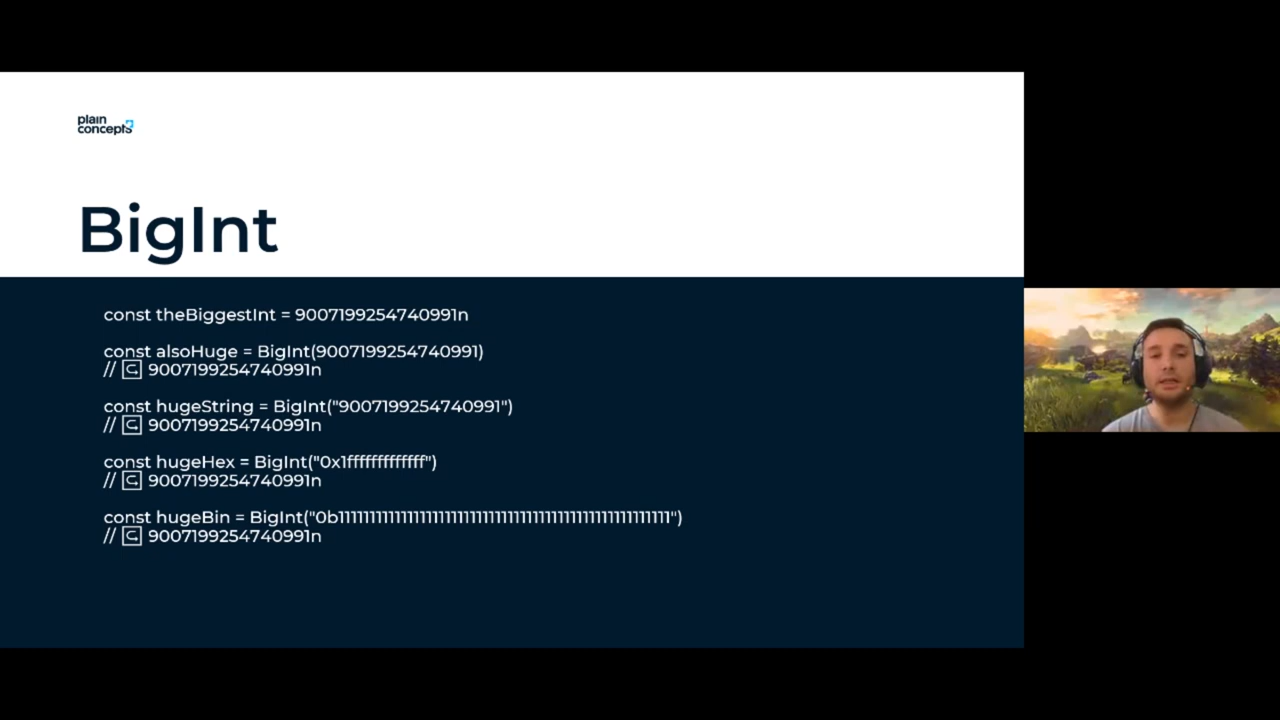 plain
concepts
BigInt
const theBiggestInt = 9007199254740991n
const alsoHuge = BigInt(9007199254740991)
// ↪ 9007199254740991n
const hugeString = BigInt("9007199254740991")
// ↪ 9007199254740991n
const hugeHex = BigInt("0x1fffffffffffff")
// ↪ 9007199254740991n
const hugeBin = BigInt("0b11111111111111111111111111111111111111111111111111111")
// ↪ 9007199254740991n